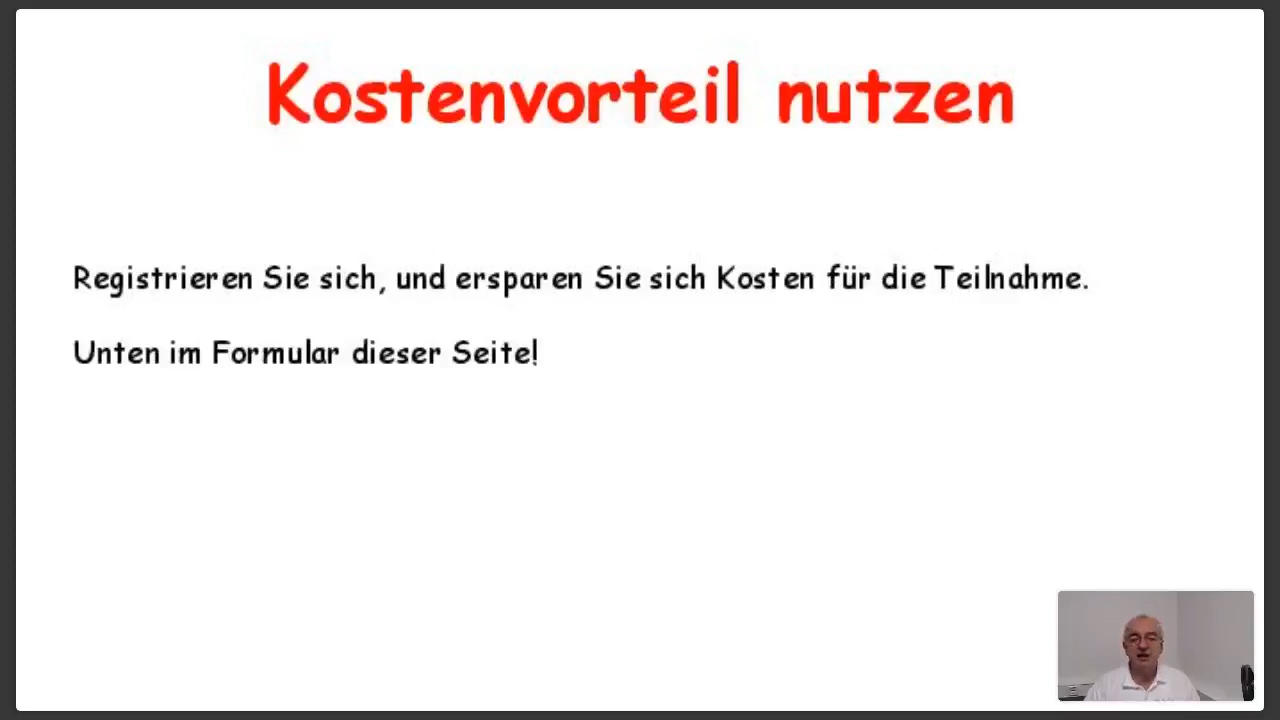 Kostenvorteil nutzen
Registrieren Sie sich, und ersparen Sie sich Kosten für die Teilnahme.
Unten im Formular dieser Seite!